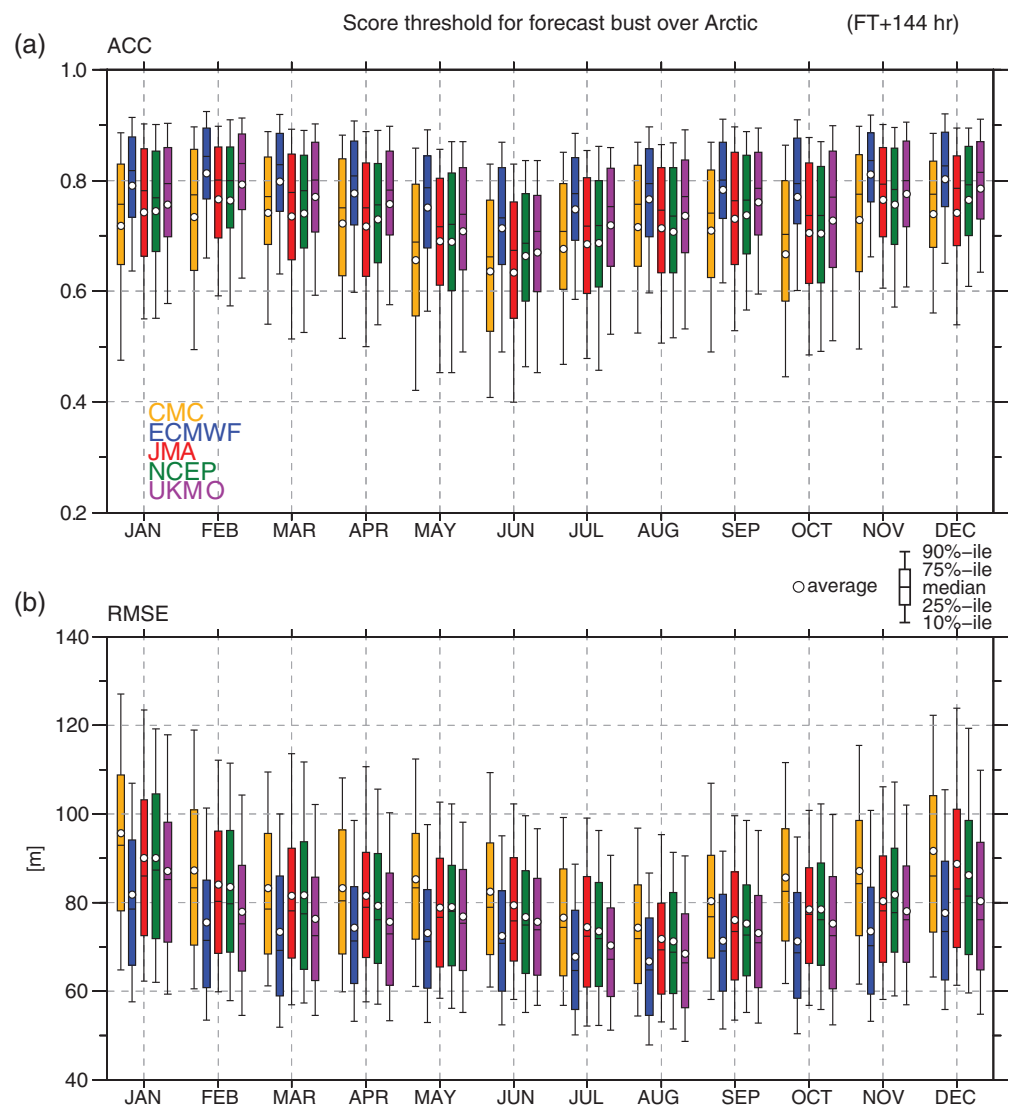 Score threshold for forecast bust over Arctic (FT+144 hr)
(a)
ACC
1.0
0.8
0.6
0.4
0.2
CMC
ECMWF
JMA
NCEP
UKMO
JAN FEB MAR APR MAY JUN JUL AUG SEP OCT NOV DEC
average
90%-ile
75%-ile
median
25%-ile
10%-ile
(b)
RMSE
140
120
100
80
60
40
[m]
JAN FEB MAR APR MAY JUN JUL AUG SEP OCT NOV DEC